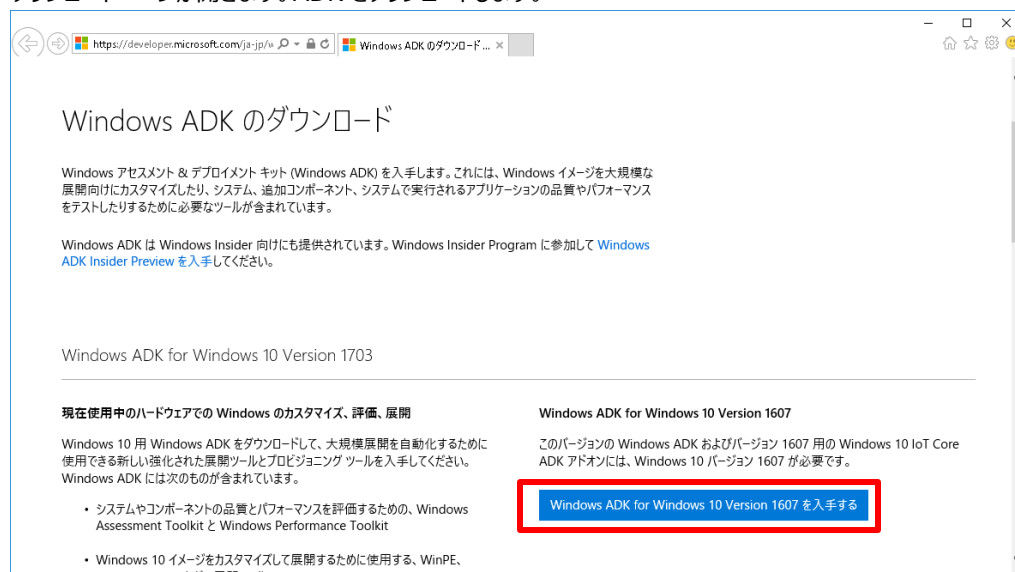 https://developer.microsoft.com/ja-jp/w
Windows ADK のダウンロード...
Windows ADK のダウンロード
Windows アセスメント & デプロイメント キット (Windows ADK) を入手します。これには、Windows イメージを大規模な
展開向けにカスタマイズしたり、システム、追加コンポーネント、システムで実行されるアプリケーションの品質やパフォーマンス
をテストしたりするために必要なツールが含まれています。
Windows ADK は Windows Insider 向けにも提供されています。Windows Insider Program に参加して Windows
ADK Insider Preview を入手してください。
Windows ADK for Windows 10 Version 1703
現在使用中のハードウェアでの Windows のカスタマイズ、評価、展開
Windows 10 用 Windows ADK をダウンロードして、大規模展開を自動化するために
使用できる新しい強化された展開ツールとプロビジョニング ツールを入手してください。
Windows ADK には次のものが含まれています。
• システムやコンポーネントの品質とパフォーマンスを評価するための、Windows
Assessment Toolkit と Windows Performance Toolkit
• Windows 10 イメージをカスタマイズして展開するために使用する、WinPE、
Windows ADK for Windows 10 Version 1607
このバージョンの Windows ADK およびバージョン 1607 用の Windows 10 IoT Core
ADK アドオンには、Windows 10 バージョン 1607 が必要です。
Windows ADK for Windows 10 Version 1607 を入手する